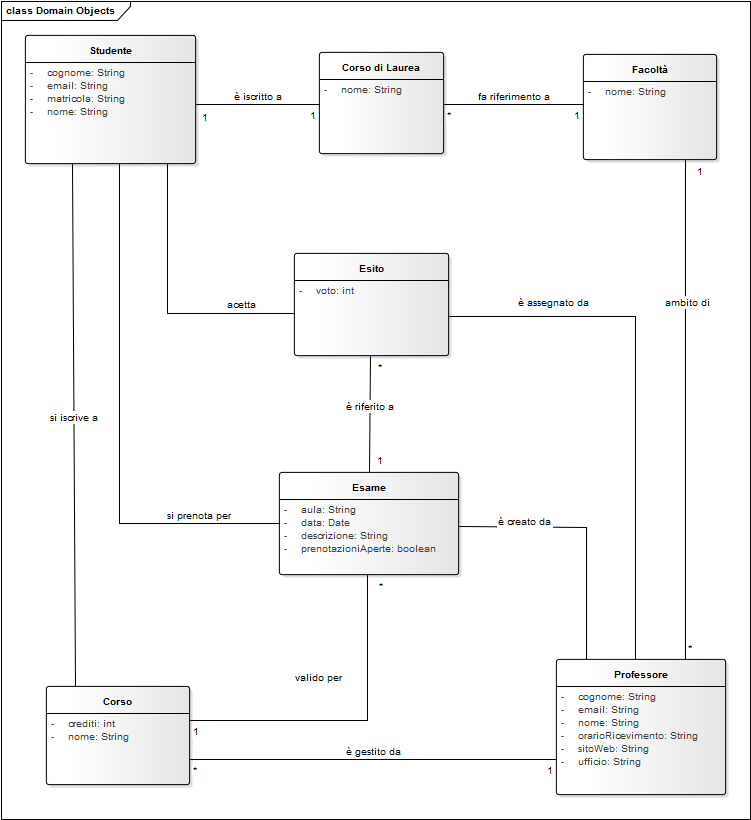 class Domain Objects
Studente
- cognome: String
- email: String
- matricola: String
- nome: String
è iscritto a
1
1
Corso di Laurea
- nome: String
fa riferimento a
*
1
Facoltà
- nome: String
1
Esito
- voto: int
acetta
è assegnato da
ambito di
*
è riferito a
1
si iscrive a
Esame
- aula: String
- data: Date
- descrizione: String
- prenotazioniAperte: boolean
si prenota per
è creato da
*
valido per
*
Corso
- crediti: int
- nome: String
1
è gestito da
*
1
Professore
- cognome: String
- email: String
- nome: String
- orarioRicevimento: String
- sitoWeb: String
- ufficio: String